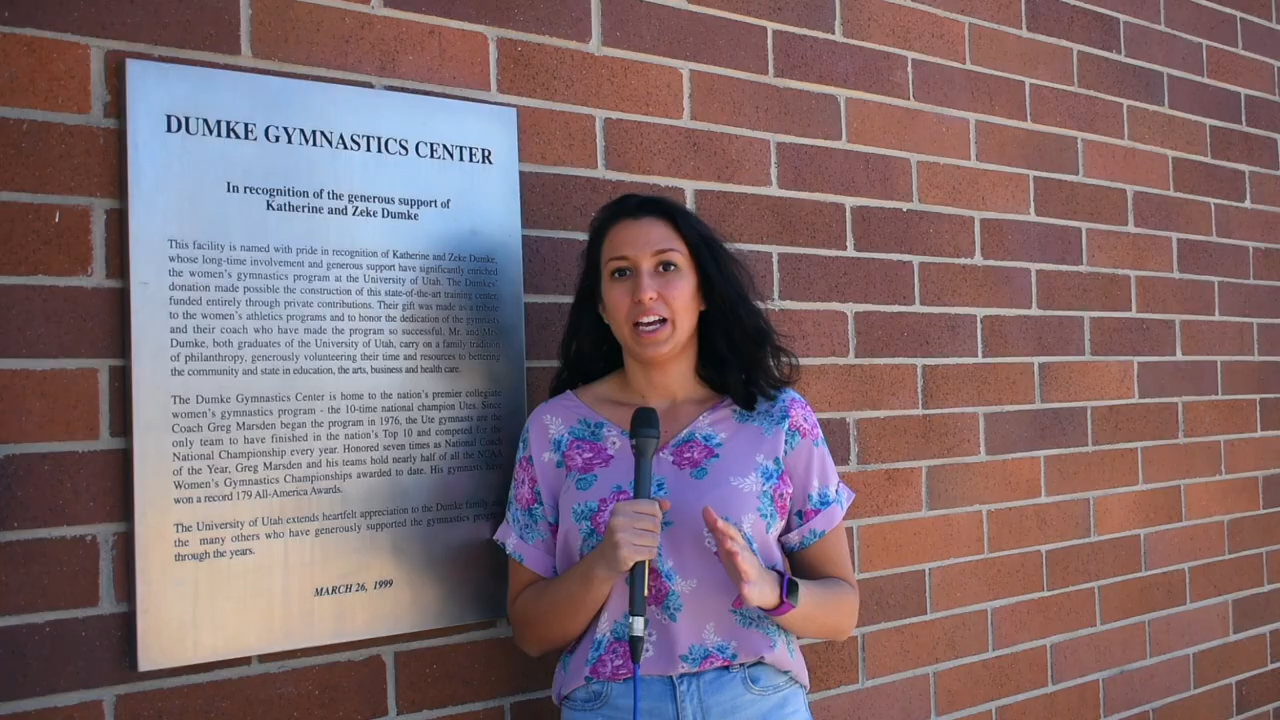 DUMKE GYMNASTICS CENTER
In recognition of the generous support of
Katherine and Zeke Dumke
This facility is named with pride in recognition of Katherine and Zeke Dumke,
whose long-time involvement and generous support have significantly enriched
the women's gymnastics program at the University of Utah. The Dumkes'
donation made possible the construction of this state-of-the-art training center,
funded entirely through private contributions. Their gift was made as a tribute
to the women's athletics programs and to honor the dedication of the gymnasts
and their coach who have made the program so successful. Mr. and Mrs.
Dumke, both graduates of the University of Utah, carry on a family tradition
of philanthropy, generously volunteering their time and resources to bettering
the community and state in education, the arts, business and health care.
The Dumke Gymnastics Center is home to the nation's premier collegiate
women's gymnastics program - the 10-time national champion Utes. Since
Coach Greg Marsden began the program in 1976, the Ute gymnasts are the
only team to have finished in the nation's Top 10 and competed for the
National Championship every year. Honored seven times as National Coach
of the Year, Greg Marsden and his teams hold nearly half of all the NCAA
Women's Gymnastics Championships awarded to date. His gymnasts have
won a record 179 All-America Awards.
The University of Utah extends heartfelt appreciation to the Dumke family and
the many others who have generously supported the gymnastics program
through the years.
MARCH 26, 1999